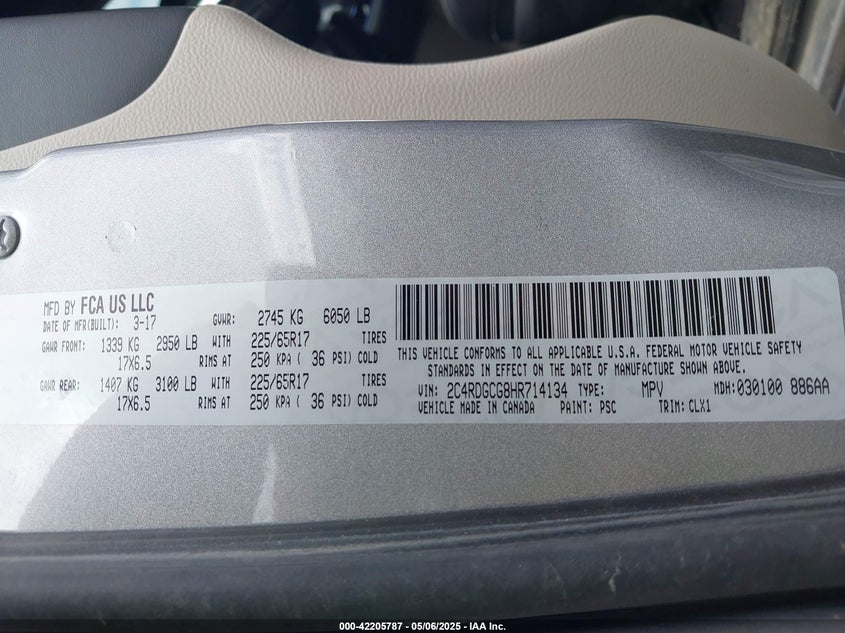 MFD BY FCA US LLC
DATE OF MFR(BUILT): 3-17 GVWR: 2745 KG 6050 LB
GAWR FRONT: 1339 KG 2950 LB WITH 225/65R17 TIRES
17X6.5 RIMS AT 250 KPA ( 36 PSI) COLD
GAWR REAR: 1407 KG 3100 LB WITH 225/65R17 TIRES
17X6.5 RIMS AT 250 KPA ( 36 PSI) COLD
THIS VEHICLE CONFORMS TO ALL APPLICABLE U.S.A. FEDERAL MOTOR VEHICLE SAFETY
STANDARDS IN EFFECT ON THE DATE OF MANUFACTURE SHOWN ABOVE.
VIN: 2C4RDGCG8HR714134 TYPE: MPV MDH: 030100 886AA
VEHICLE MADE IN CANADA PAINT: PSC TRIM: CLX1
000-42205787 - 05/06/2025 - IAA Inc.